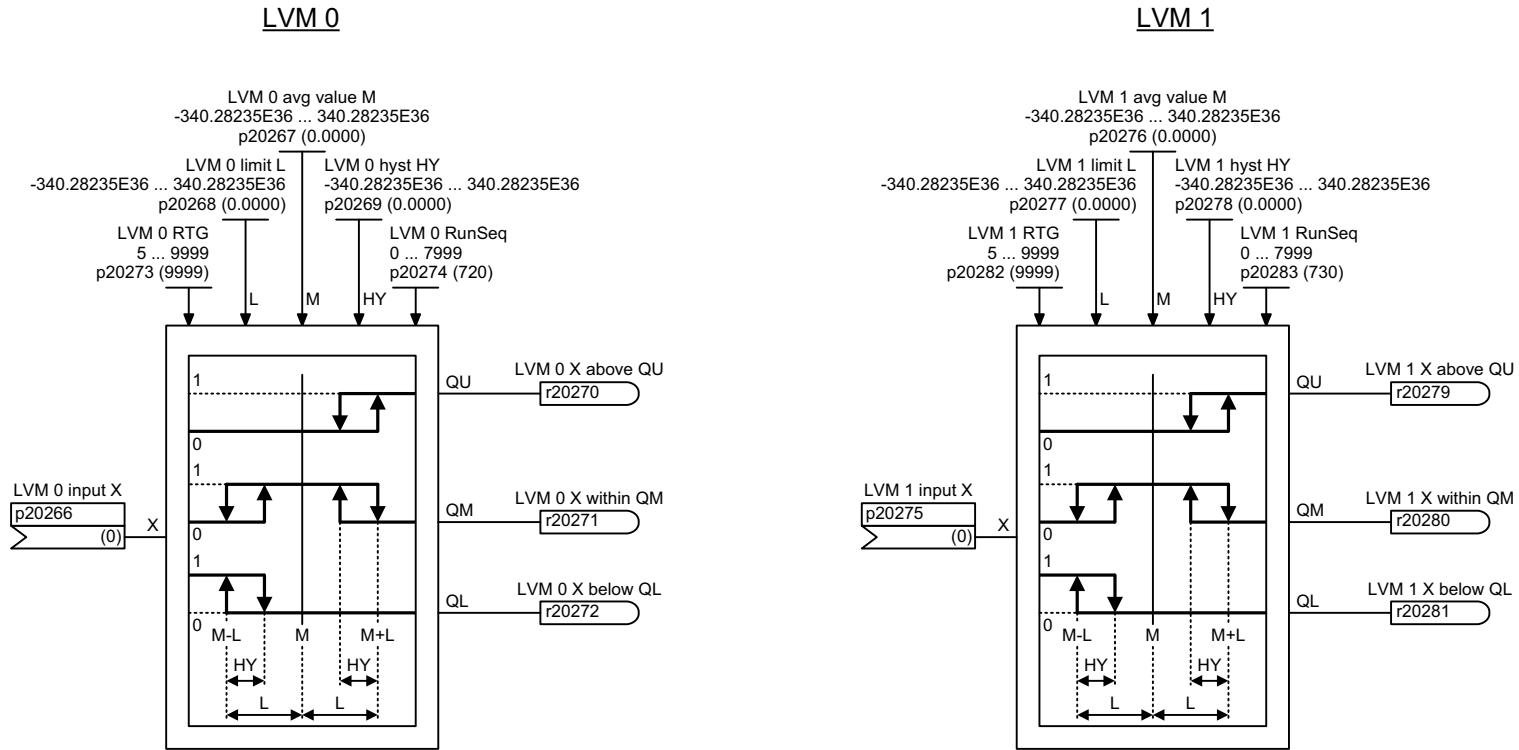 LVM 0
LVM 0 avg value M
-340.28235E36 ... 340.28235E36
p20267 (0.0000)
LVM 0 limit L
-340.28235E36 ... 340.28235E36
p20268 (0.0000)
LVM 0 hyst HY
-340.28235E36 ... 340.28235E36
p20269 (0.0000)
LVM 0 RTG
5 ... 9999
p20273 (9999)
LVM 0 RunSeq
0 ... 7999
p20274 (720)
L
M
HY
LVM 0 input X
p20266
(0)
X
1
0
1
0
1
0
M-L
M
M+L
HY
HY
L
L
QU
LVM 0 X above QU
r20270
QM
LVM 0 X within QM
r20271
QL
LVM 0 X below QL
r20272
LVM 1
LVM 1 avg value M
-340.28235E36 ... 340.28235E36
p20276 (0.0000)
LVM 1 limit L
-340.28235E36 ... 340.28235E36
p20277 (0.0000)
LVM 1 hyst HY
-340.28235E36 ... 340.28235E36
p20278 (0.0000)
LVM 1 RTG
5 ... 9999
p20282 (9999)
LVM 1 RunSeq
0 ... 7999
p20283 (730)
L
M
HY
LVM 1 input X
p20275
(0)
X
1
0
1
0
1
0
M-L
M
M+L
HY
HY
L
L
QU
LVM 1 X above QU
r20279
QM
LVM 1 X within QM
r20280
QL
LVM 1 X below QL
r20281